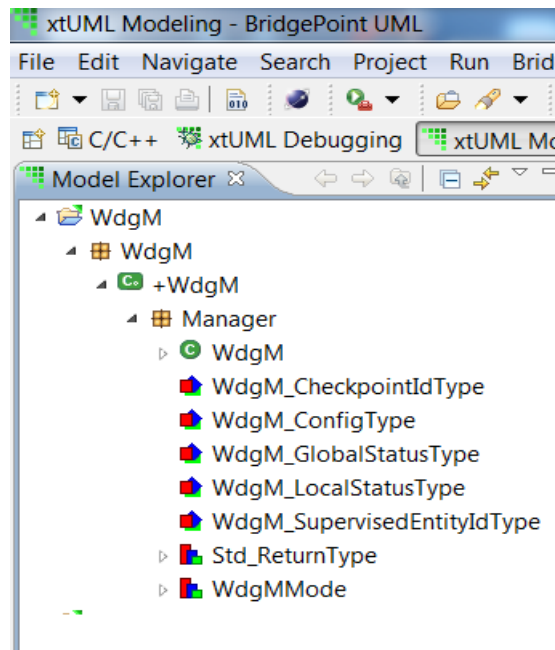 xtUML Modeling - BridgePoint UML
File Edit Navigate Search Project Run Brid
010
C/C++ xtUML Debugging xtUML Mo
Model Explorer
WdgM
WdgM
C +WdgM
Manager
C WdgM
WdgM_CheckpointIdType
WdgM_ConfigType
WdgM_GlobalStatusType
WdgM_LocalStatusType
WdgM_SupervisedEntityIdType
Std_ReturnType
WdgMMode